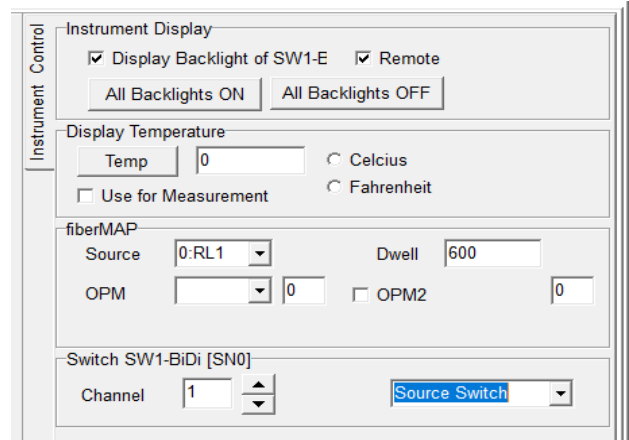 Instrument Control
Instrument Display
Display Backlight of SW1-E Remote
All Backlights ON All Backlights OFF
Display Temperature
Temp 0 Celcius
Use for Measurement Fahrenheit
fiberMAP
Source 0:RL1 Dwell 600
OPM 0 OPM2 0
Switch SW1-BiDi [SN0]
Channel 1 Source Switch